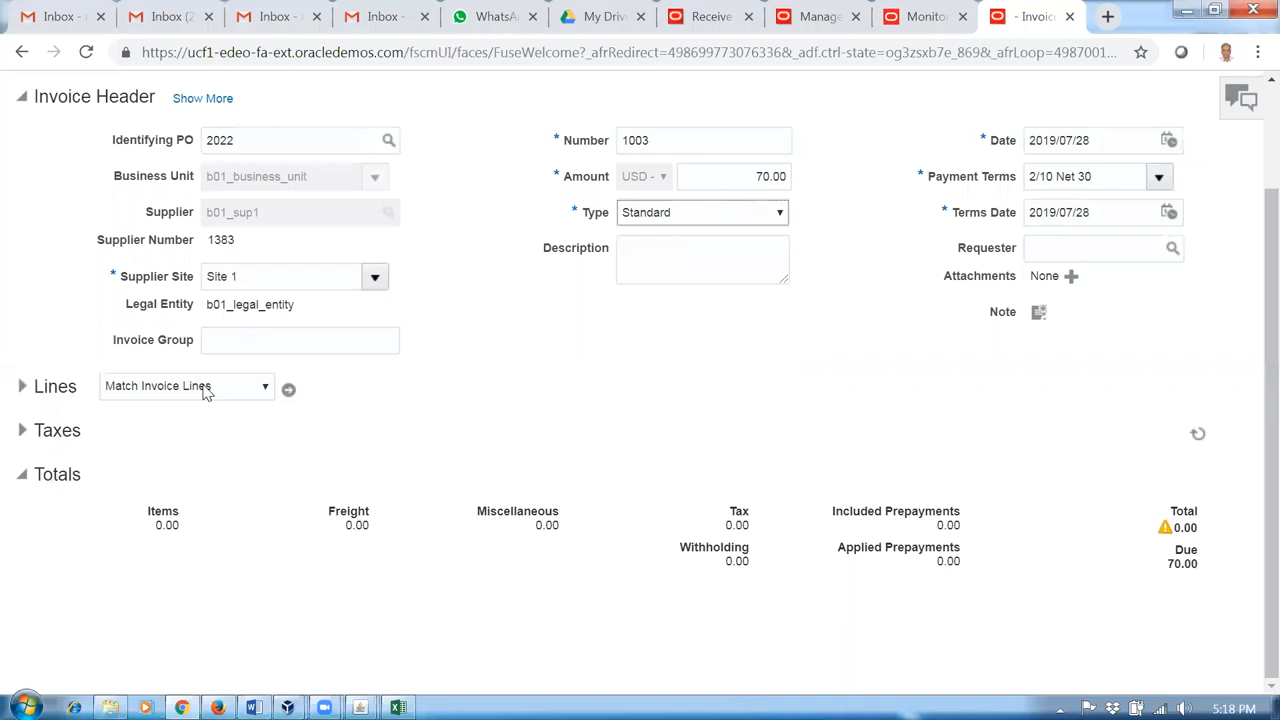 Inbox -
Inbox -
Inbox -
Inbox -
WhatsA
My Driv
Receive
Manage
Monito
- Invoic
https://ucf1-edeo-fa-ext.oracledemos.com/fscmUI/faces/FuseWelcome?_afrRedirect=498699773076336&_adf.ctrl-state=og3zsxb7e_869&_afrLoop=4987001...
Invoice Header Show More
Identifying PO 2022
* Number 1003
* Date 2019/07/28
Business Unit b01_business_unit
* Amount USD - 70.00
* Payment Terms 2/10 Net 30
Supplier b01_sup1
* Type Standard
* Terms Date 2019/07/28
Supplier Number 1383
Description
Requester
* Supplier Site Site 1
Attachments None
Legal Entity b01_legal_entity
Note
Invoice Group
Lines Match Invoice Lines
Taxes
Totals
Items Freight Miscellaneous Tax Included Prepayments Total
0.00 0.00 0.00 0.00 0.00 0.00
Withholding Applied Prepayments Due
0.00 0.00 70.00
5:18 PM